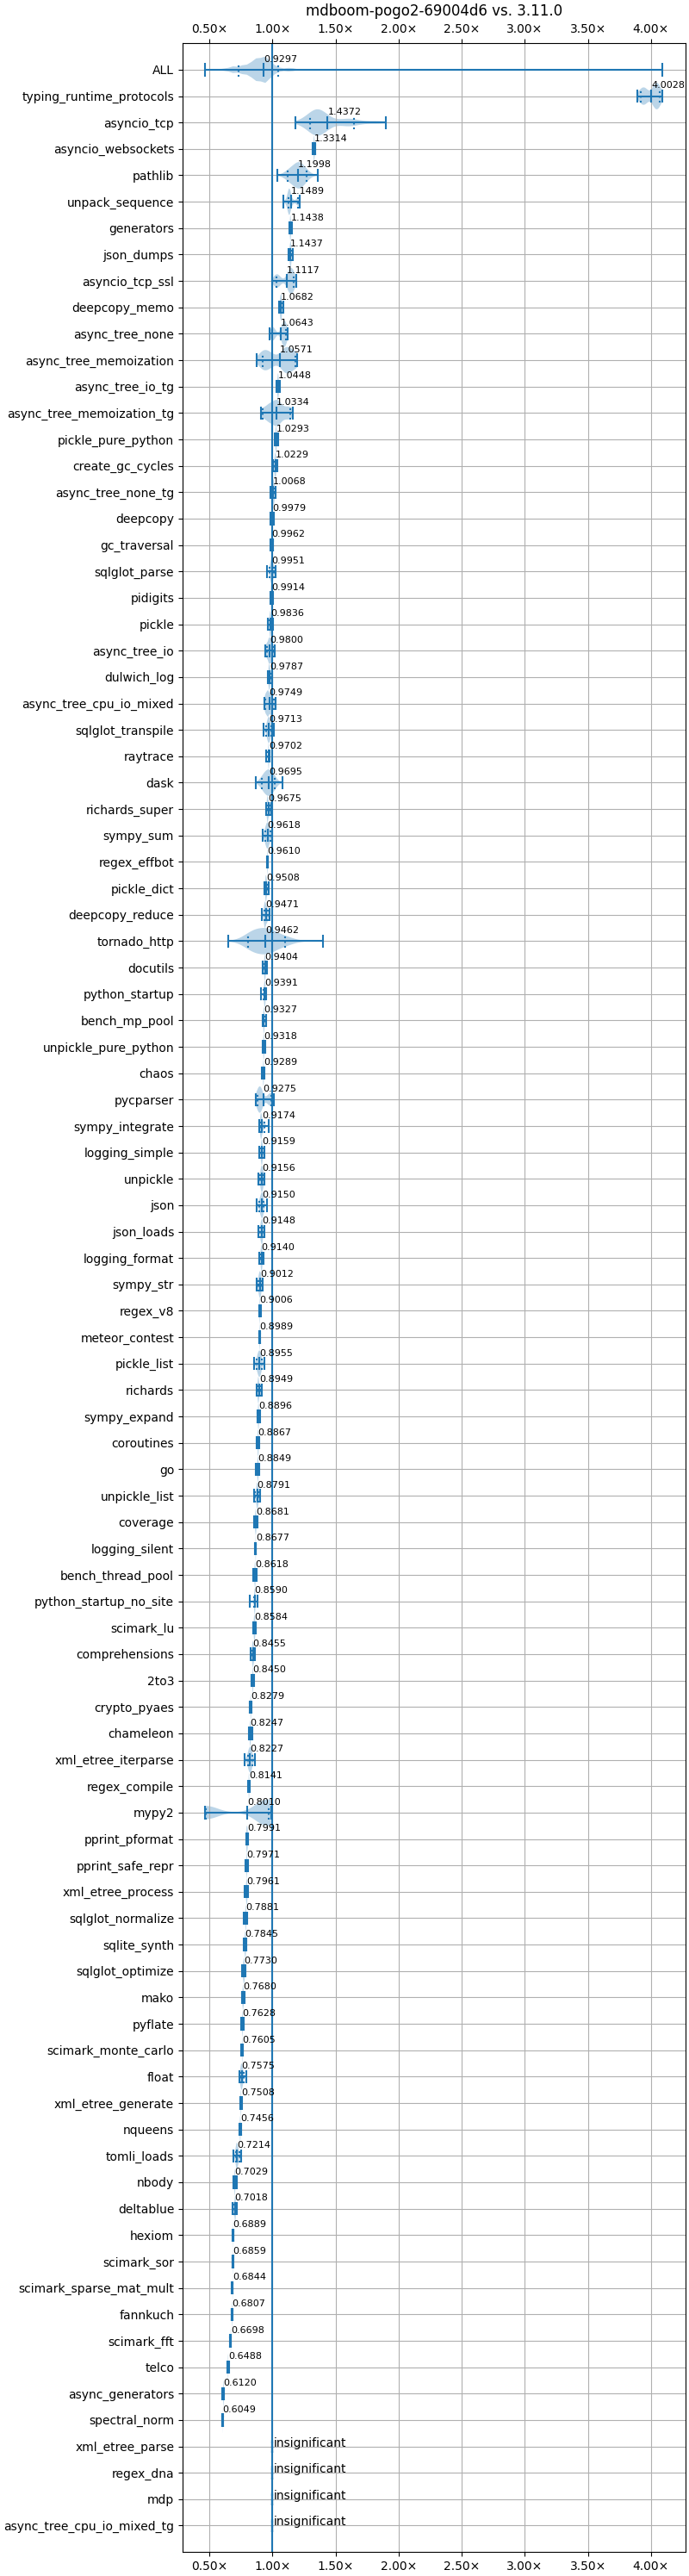 mdboom-pogo2-69004d6 vs. 3.11.0
0.50× 1.00× 1.50× 2.00× 2.50× 3.00× 3.50× 4.00×
ALL 0.9297
typing_runtime_protocols 4.0028
asyncio_tcp 1.4372
asyncio_websockets 1.3314
pathlib 1.1998
unpack_sequence 1.1489
generators 1.1438
json_dumps 1.1437
asyncio_tcp_ssl 1.1117
deepcopy_memo 1.0682
async_tree_none 1.0643
async_tree_memoization 1.0571
async_tree_io_tg 1.0448
async_tree_memoization_tg 1.0334
pickle_pure_python 1.0293
create_gc_cycles 1.0229
async_tree_none_tg 1.0068
deepcopy 0.9979
gc_traversal 0.9962
sqlglot_parse 0.9951
pidigits 0.9914
pickle 0.9836
async_tree_io 0.9800
dulwich_log 0.9787
async_tree_cpu_io_mixed 0.9749
sqlglot_transpile 0.9713
raytrace 0.9702
dask 0.9695
richards_super 0.9675
sympy_sum 0.9618
regex_effbot 0.9610
pickle_dict 0.9508
deepcopy_reduce 0.9471
tornado_http 0.9462
docutils 0.9404
python_startup 0.9391
bench_mp_pool 0.9327
unpickle_pure_python 0.9318
chaos 0.9289
pycparser 0.9275
sympy_integrate 0.9174
logging_simple 0.9159
unpickle 0.9156
json 0.9150
json_loads 0.9148
logging_format 0.9140
sympy_str 0.9012
regex_v8 0.9006
meteor_contest 0.8989
pickle_list 0.8955
richards 0.8949
sympy_expand 0.8896
coroutines 0.8867
go 0.8849
unpickle_list 0.8791
coverage 0.8681
logging_silent 0.8677
bench_thread_pool 0.8618
python_startup_no_site 0.8590
scimark_lu 0.8584
comprehensions 0.8455
2to3 0.8450
crypto_pyaes 0.8279
chameleon 0.8247
xml_etree_iterparse 0.8227
regex_compile 0.8141
mypy2 0.8010
pprint_pformat 0.7991
pprint_safe_repr 0.7971
xml_etree_process 0.7961
sqlglot_normalize 0.7881
sqlite_synth 0.7845
sqlglot_optimize 0.7730
mako 0.7680
pyflate 0.7628
scimark_monte_carlo 0.7605
float 0.7575
xml_etree_generate 0.7508
nqueens 0.7456
tomli_loads 0.7214
nbody 0.7029
deltablue 0.7018
hexiom 0.6889
scimark_sor 0.6859
scimark_sparse_mat_mult 0.6844
fannkuch 0.6807
scimark_fft 0.6698
telco 0.6488
async_generators 0.6120
spectral_norm 0.6049
xml_etree_parse insignificant
regex_dna insignificant
mdp insignificant
async_tree_cpu_io_mixed_tg insignificant
0.50× 1.00× 1.50× 2.00× 2.50× 3.00× 3.50× 4.00×